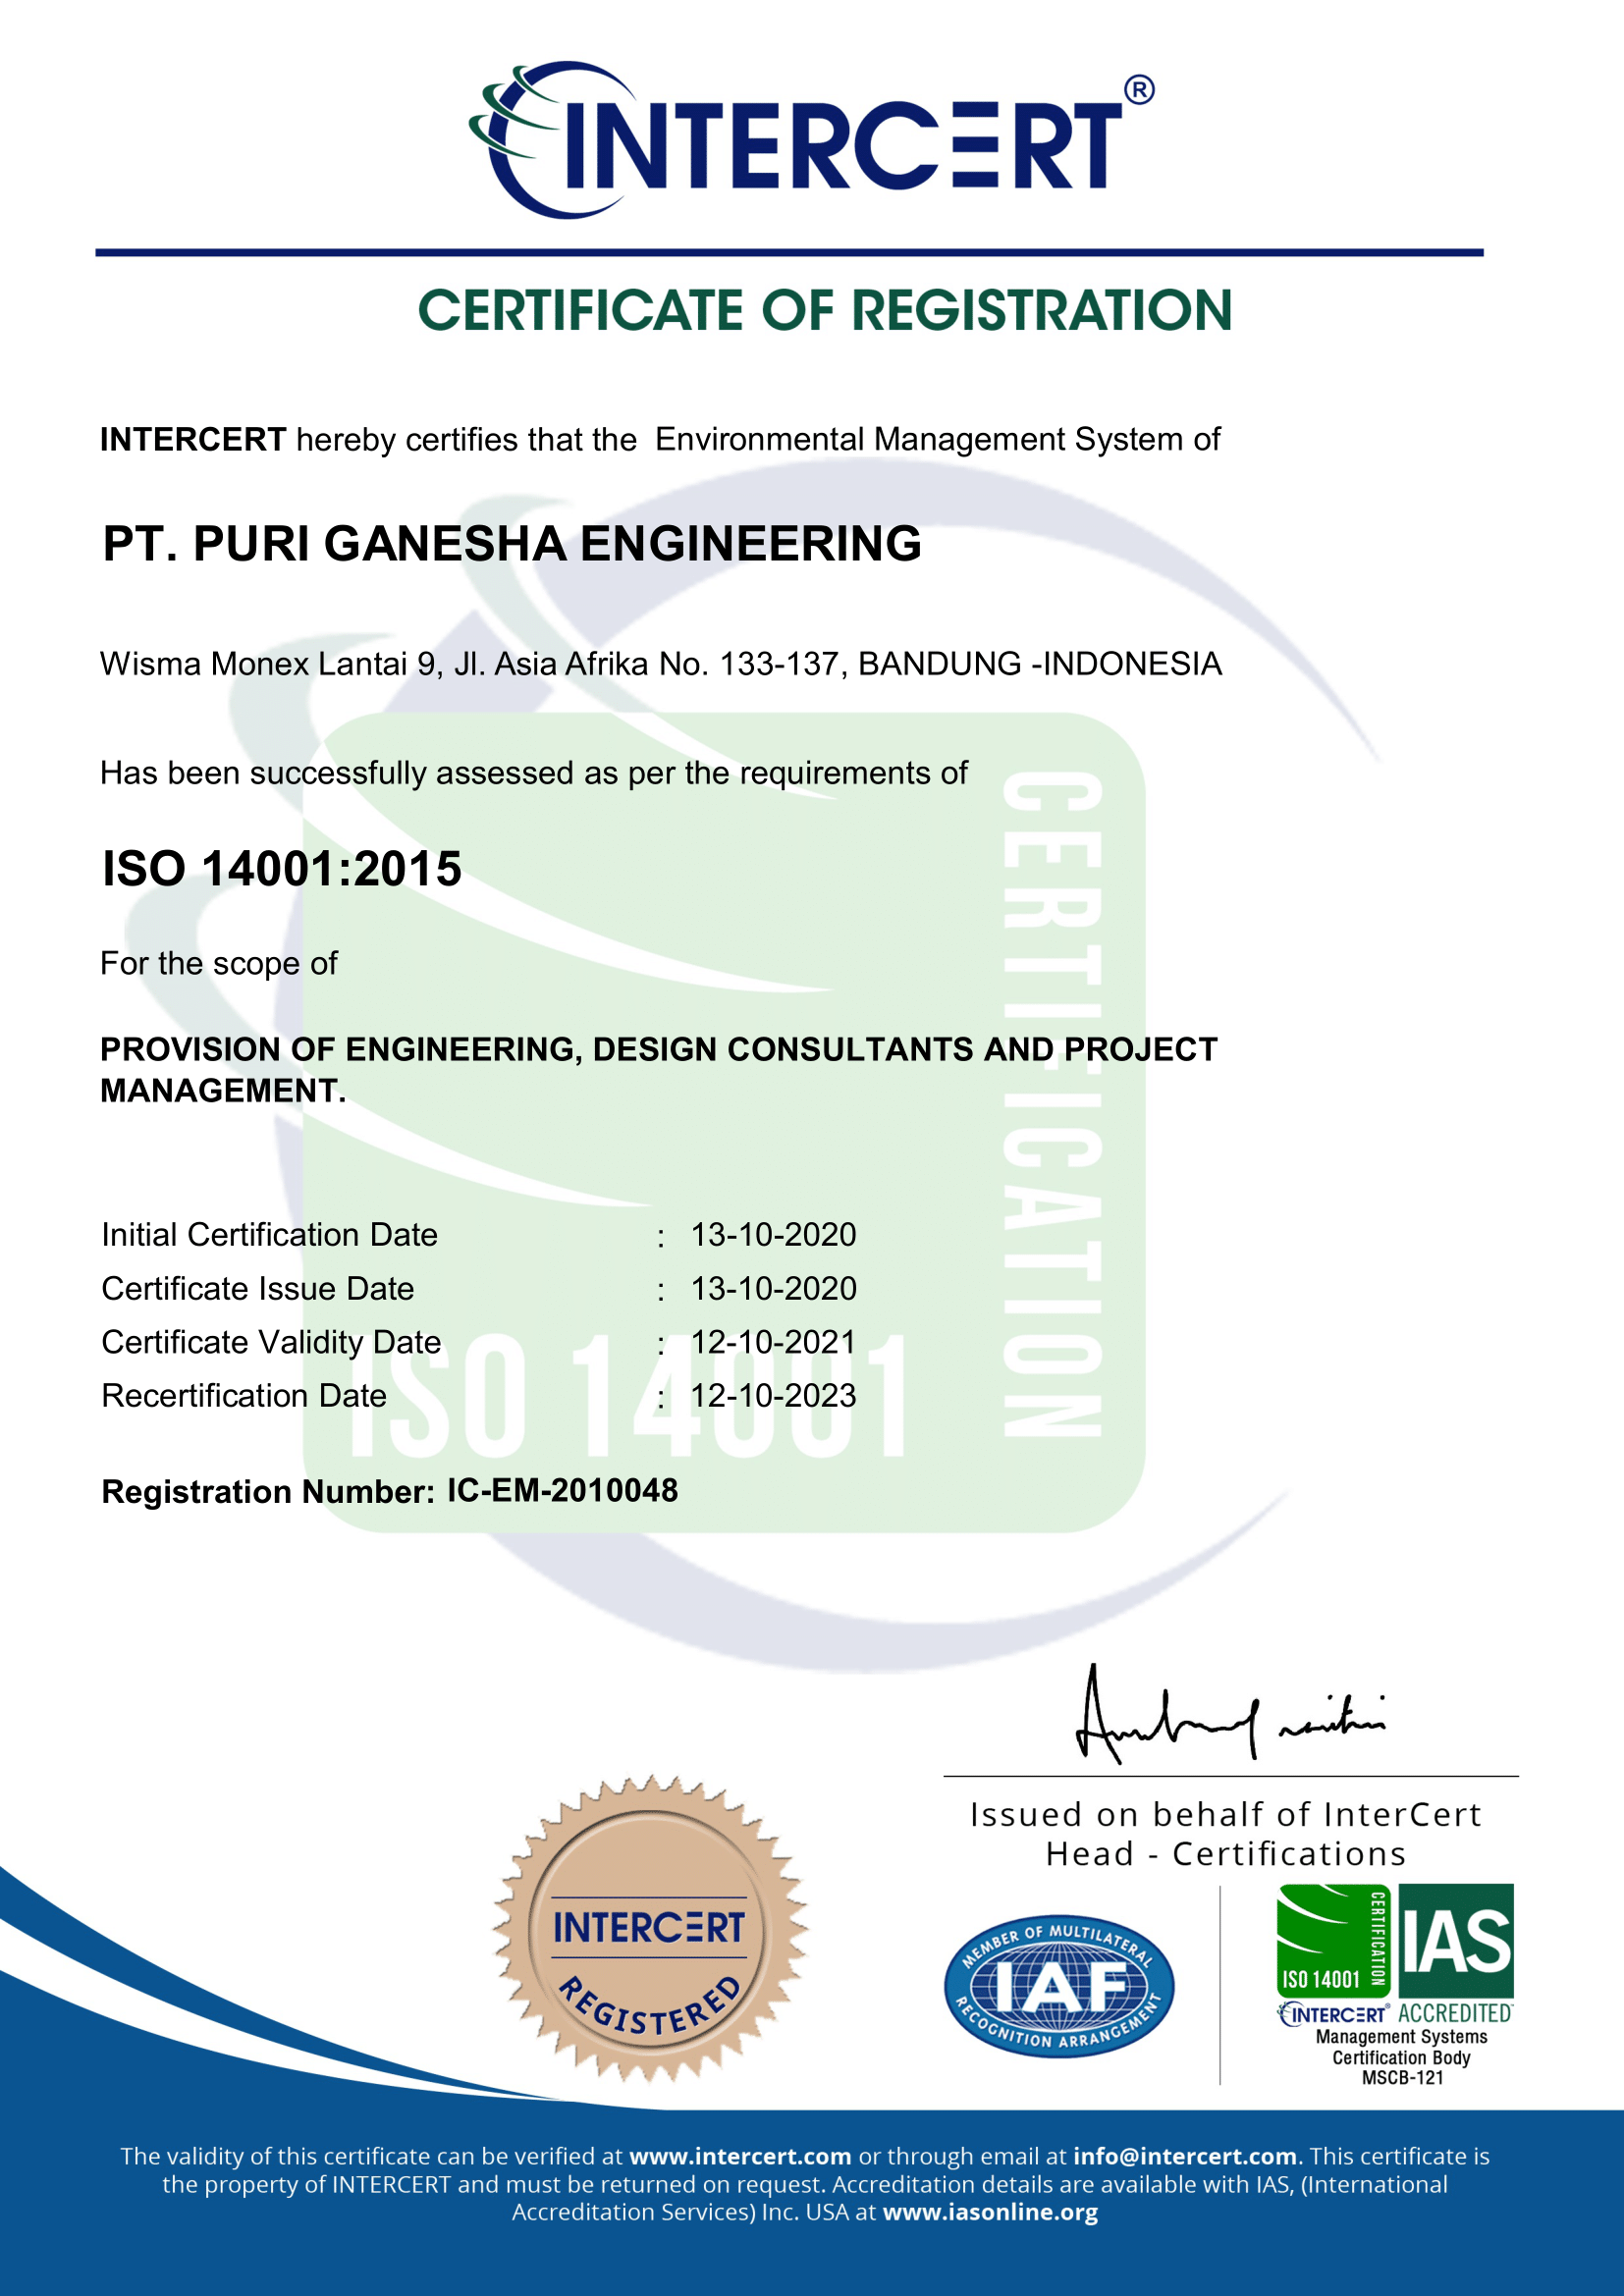 INTERCERT®
CERTIFICATE OF REGISTRATION
INTERCERT hereby certifies that the Environmental Management System of
PT. PURI GANESHA ENGINEERING
Wisma Monex Lantai 9, Jl. Asia Afrika No. 133-137, BANDUNG -INDONESIA
Has been successfully assessed as per the requirements of
ISO 14001:2015
For the scope of
PROVISION OF ENGINEERING, DESIGN CONSULTANTS AND PROJECT
MANAGEMENT.
CERTIFICATION
ISO 14001
Initial Certification Date : 13-10-2020
Certificate Issue Date : 13-10-2020
Certificate Validity Date : 12-10-2021
Recertification Date : 12-10-2023
Registration Number: IC-EM-2010048
Issued on behalf of InterCert
Head - Certifications
INTERCERT
REGISTERED
MEMBER OF MULTILATERAL
IAF
RECOGNITION ARRANGEMENT
CERTIFICATION
ISO 14001
INTERCERT®
IAS
ACCREDITED™
Management Systems
Certification Body
MSCB-121
The validity of this certificate can be verified at www.intercert.com or through email at info@intercert.com. This certificate is
the property of INTERCERT and must be returned on request. Accreditation details are available with IAS, (International
Accreditation Services) Inc. USA at www.iasonline.org